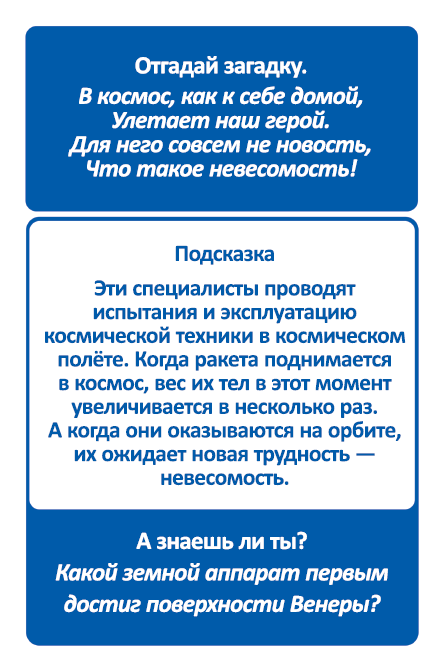 Отгадай загадку.
В космос, как к себе домой,
Улетает наш герой.
Для него совсем не новость,
Что такое невесомость!
Подсказка
Эти специалисты проводят
испытания и эксплуатацию
космической техники в космическом
полёте. Когда ракета поднимается
в космос, вес их тел в этот момент
увеличивается в несколько раз.
А когда они оказываются на орбите,
их ожидает новая трудность —
невесомость.
А знаешь ли ты?
Какой земной аппарат первым
достиг поверхности Венеры?